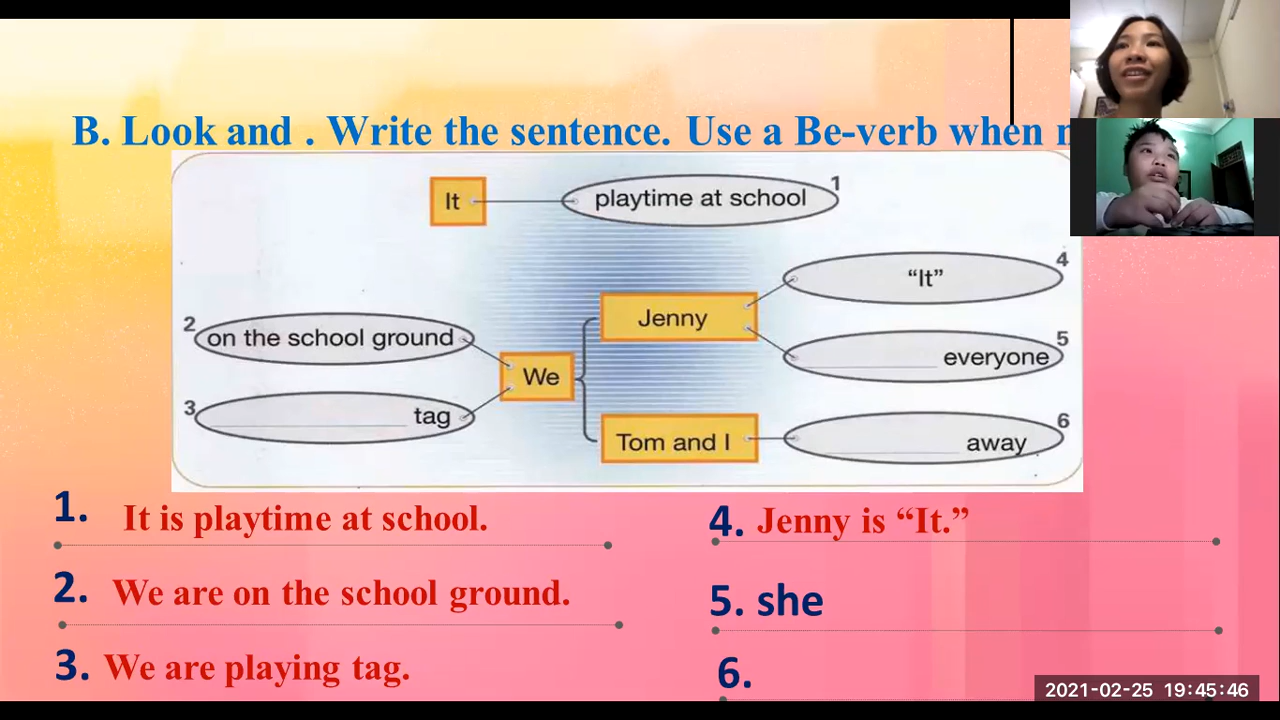 B. Look and . Write the sentence. Use a Be-verb when
It
playtime at school
1
"It"
4
Jenny
2
on the school ground
everyone
5
We
3
tag
Tom and I
away
6
1. It is playtime at school.
2. We are on the school ground.
3. We are playing tag.
4. Jenny is “It.”
5. she
6.
2021-02-25 19:45:46